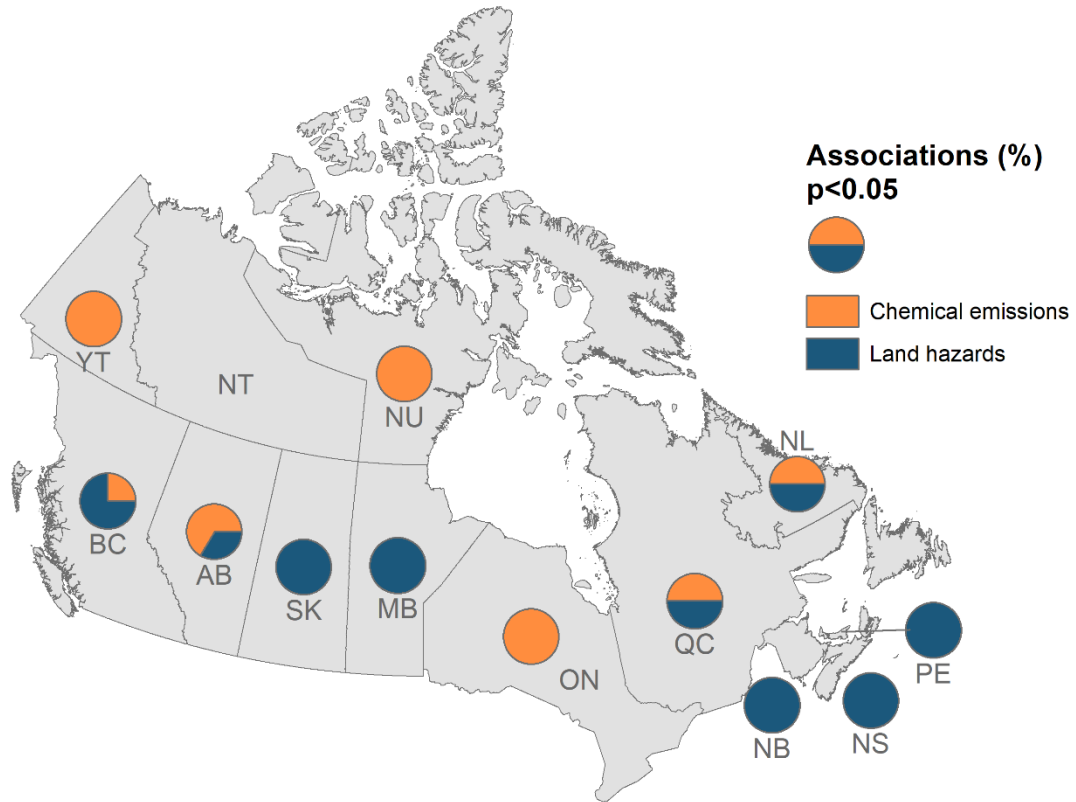 Associations (%)
p<0.05
Chemical emissions
Land hazards
YT
NT
NU
NL
BC
AB
SK
MB
ON
QC
PE
NB
NS